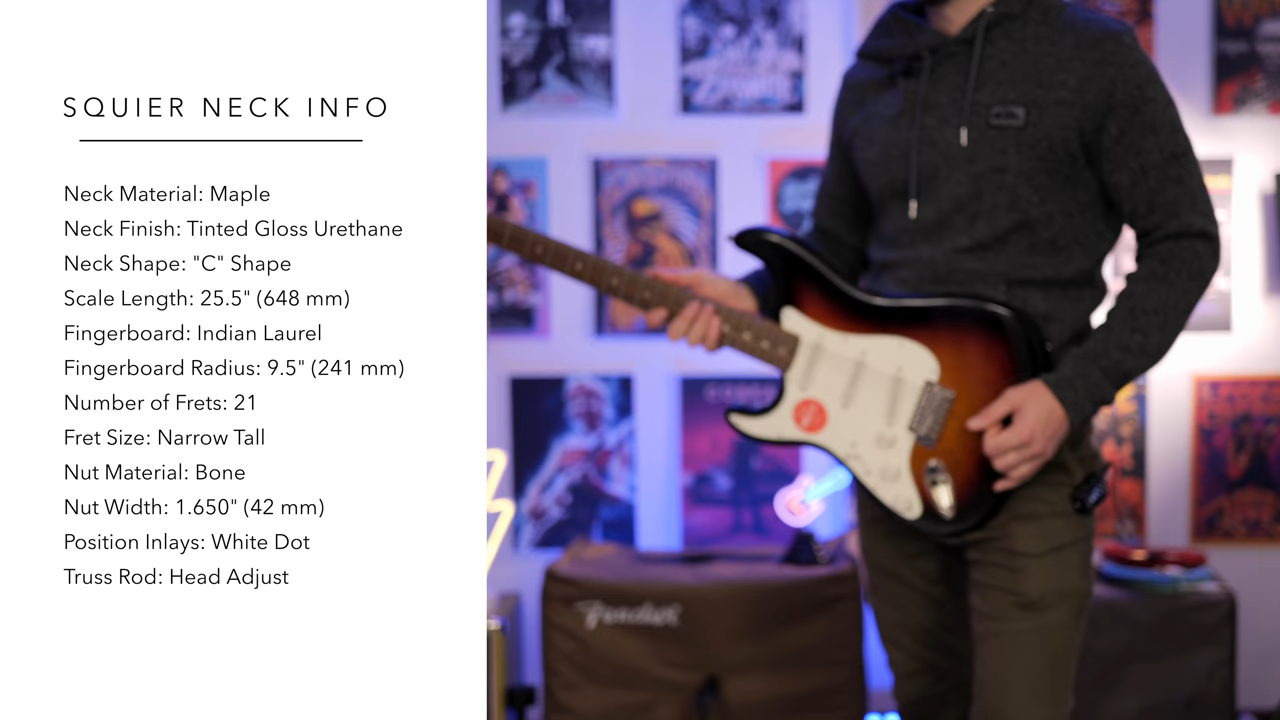 SQUIER NECK INFO
Neck Material: Maple
Neck Finish: Tinted Gloss Urethane
Neck Shape: "C" Shape
Scale Length: 25.5" (648 mm)
Fingerboard: Indian Laurel
Fingerboard Radius: 9.5" (241 mm)
Number of Frets: 21
Fret Size: Narrow Tall
Nut Material: Bone
Nut Width: 1.650" (42 mm)
Position Inlays: White Dot
Truss Rod: Head Adjust
Fender